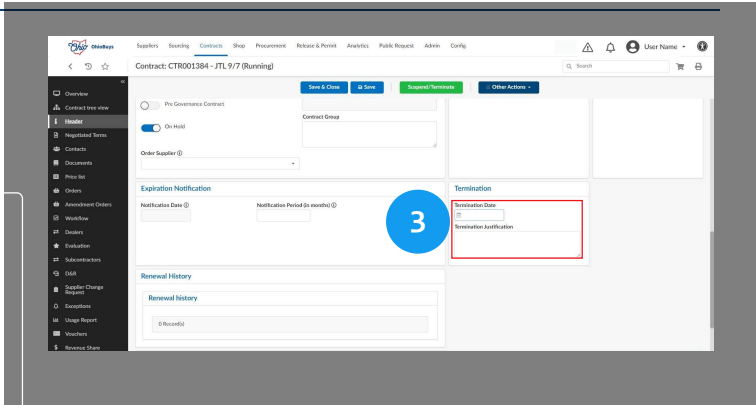 Ohio OhioBuys
Suppliers Sourcing Contracts Shop Procurement Release & Permit Analytics Public Request Admin Config
User Name
Contract: CTR001384 - JTL 9/7 (Running)
Search
Save & Close Save Suspend/Terminate Other Actions
Overview
Contract tree view
Header
Negotiated Terms
Contacts
Documents
Price list
Orders
Amendment Orders
Workflow
Dealers
Evaluation
Subcontractors
D&R
Supplier Change
Request
Exceptions
Usage Report
Vouchers
Revenue Share
Pre Governance Contract
Contract Group
On Hold
Order Supplier
Expiration Notification
Notification Date
Notification Period (in months)
3
Termination
Termination Date
Termination Justification
Renewal History
Renewal history
0 Record(s)